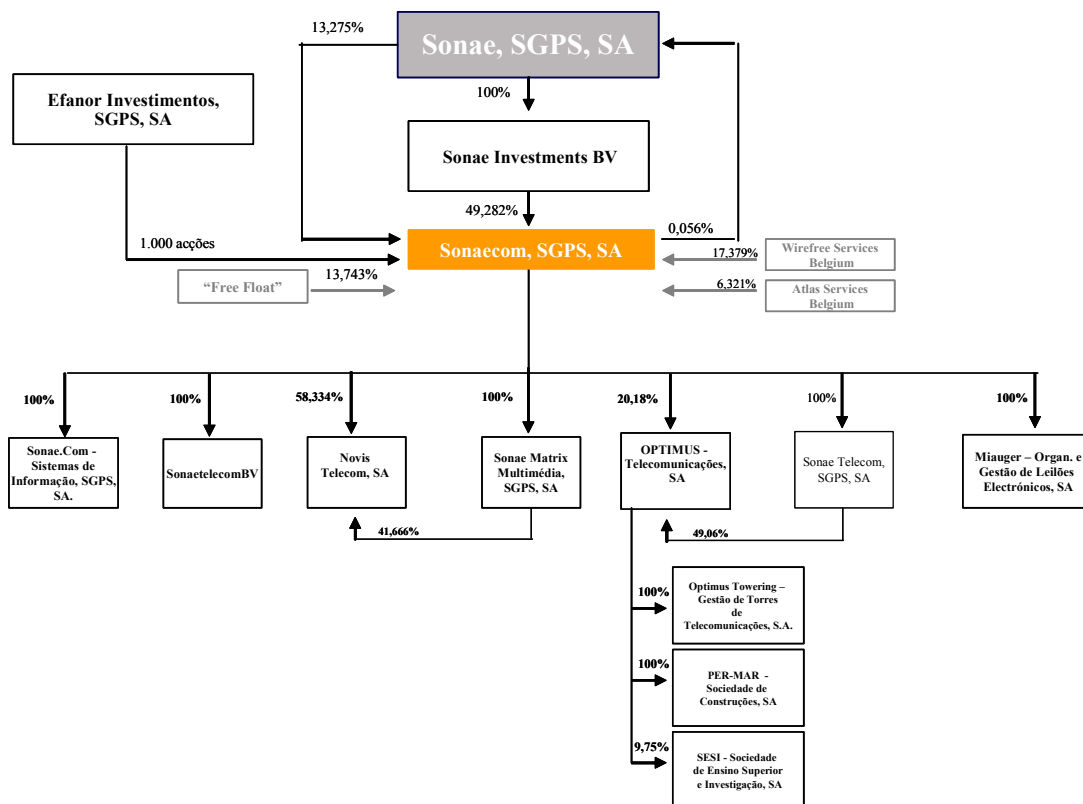 13,275%
Sonae, SGPS, SA
100%
Efanor Investimentos,
SGPS, SA
Sonae Investments BV
49,282%
1.000 acções
Sonaecom, SGPS, SA
0,056%
17,379%
Wirefree Services
Belgium
13,743%
“Free Float”
6,321%
Atlas Services
Belgium
100%
100%
58,334%
100%
20,18%
100%
100%
Sonae.Com -
Sistemas de
Informação, SGPS,
SA.
SonaetelecomBV
Novis
Telecom, SA
Sonae Matrix
Multimédia,
SGPS, SA
OPTIMUS -
Telecomunicações,
SA
Sonae Telecom,
SGPS, SA
Miauger – Organ. e
Gestão de Leilões
Electrónicos, SA
41,666%
49,06%
100%
Optimus Towering –
Gestão de Torres
de
Telecomunicações, S.A.
100%
PER-MAR -
Sociedade de
Construções, SA
9,75%
SESI - Sociedade
de Ensino Superior
e Investigação, SA